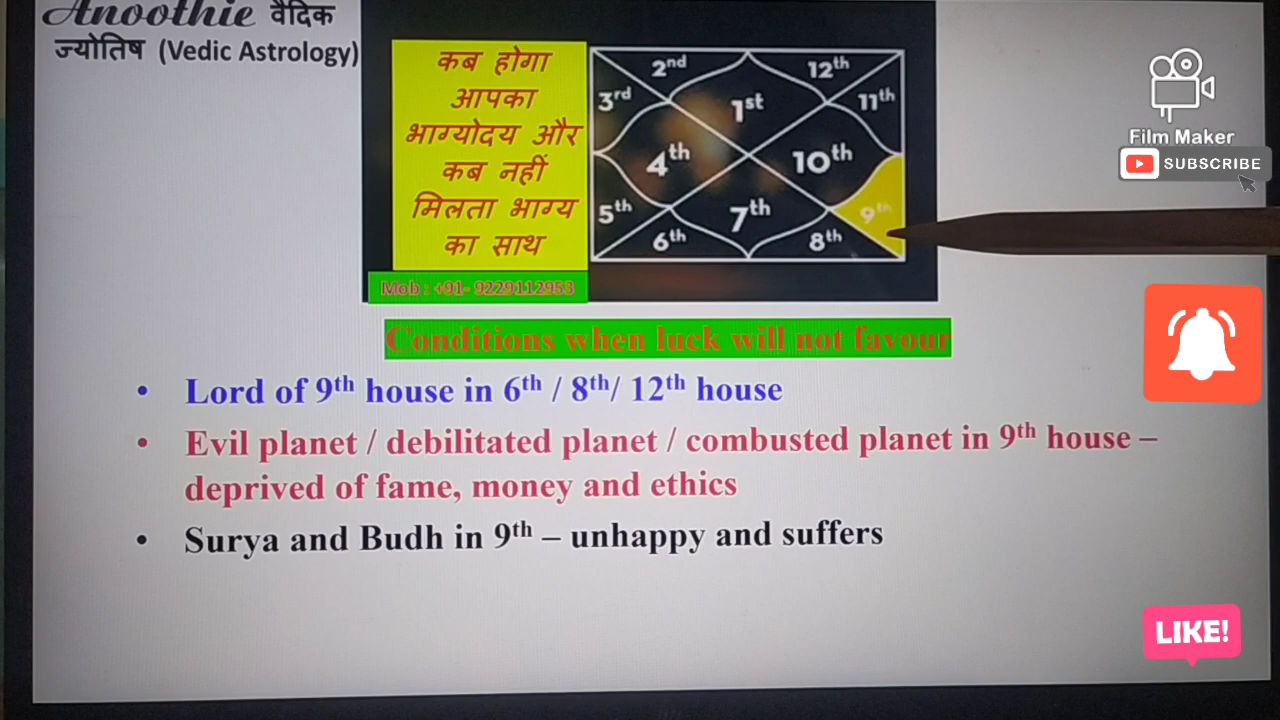 Anoothie वैदिक
ज्योतिष (Vedic Astrology)
कब होगा
आपका
भाग्योदय और
कब नहीं
मिलता भाग्य
का साथ
Mob : +91- 9229112953
2nd
12th
3rd
1st
11th
4th
10th
5th
7th
9th
6th
8th
Film Maker
SUBSCRIBE
Conditions when luck will not favour
• Lord of 9th house in 6th / 8th/ 12th house
• Evil planet / debilitated planet / combusted planet in 9th house –
deprived of fame, money and ethics
• Surya and Budh in 9th – unhappy and suffers
LIKE!